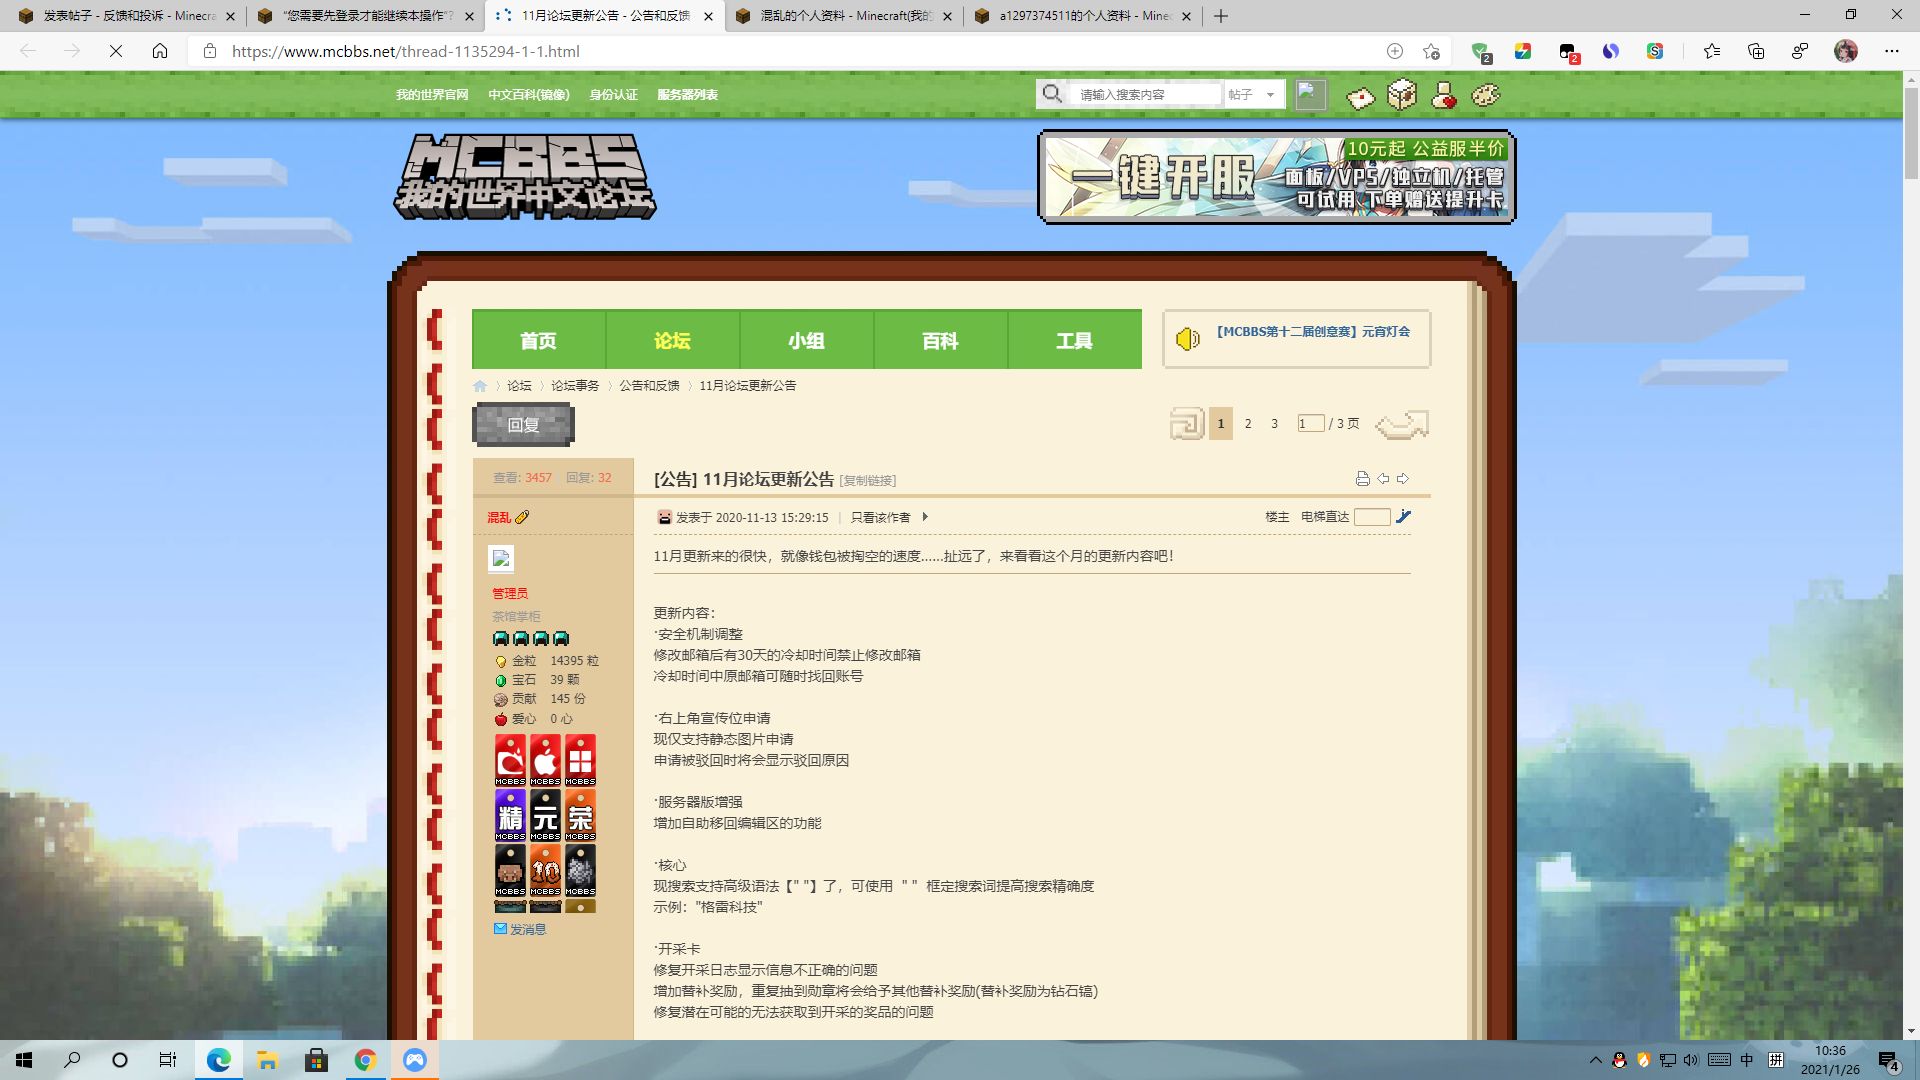 发表帖子 - 反馈和投诉 - Minecra
“您需要先登录才能继续本操作”?
11月论坛更新公告 - 公告和反馈
混乱的个人资料 - Minecraft(我的
a1297374511的个人资料 - Minec
https://www.mcbbs.net/thread-1135294-1-1.html
2
2
我的世界官网 中文百科(镜像) 身份认证 服务器列表
请输入搜索内容 帖子
MCBBS
我的世界中文论坛
10元起 公益服半价
一键开服
面板/VPS/独立机/托管
可试用 下单赠送提升卡
首页 论坛 小组 百科 工具
【MCBBS第十二届创意赛】元宵灯会
论坛 论坛事务 公告和反馈 11月论坛更新公告
回复
1 2 3 1 / 3 页
查看: 3457 回复: 32
[公告] 11月论坛更新公告 [复制链接]
混乱
发表于 2020-11-13 15:29:15 只看该作者
楼主 电梯直达
11月更新来的很快，就像钱包被掏空的速度......扯远了，来看看这个月的更新内容吧！
管理员
茶馆掌柜
金粒 14395 粒
宝石 39 颗
贡献 145 份
爱心 0 心
MCBBS MCBBS MCBBS
精 元 荣
MCBBS MCBBS MCBBS
10
MCBBS MCBBS MCBBS
发消息
更新内容：
·安全机制调整
修改邮箱后有30天的冷却时间禁止修改邮箱
冷却时间中原邮箱可随时找回账号
·右上角宣传位申请
现仅支持静态图片申请
申请被驳回时将会显示驳回原因
·服务器版增强
增加自助移回编辑区的功能
·核心
现搜索支持高级语法【" "】了，可使用 " " 框定搜索词提高搜索精确度
示例："格雷科技"
·开采卡
修复开采日志显示信息不正确的问题
增加替补奖励，重复抽到勋章将会给予其他替补奖励(替补奖励为钻石镐)
修复潜在可能的无法获取到开采的奖品的问题
中 拼
10:36
2021/1/26
4